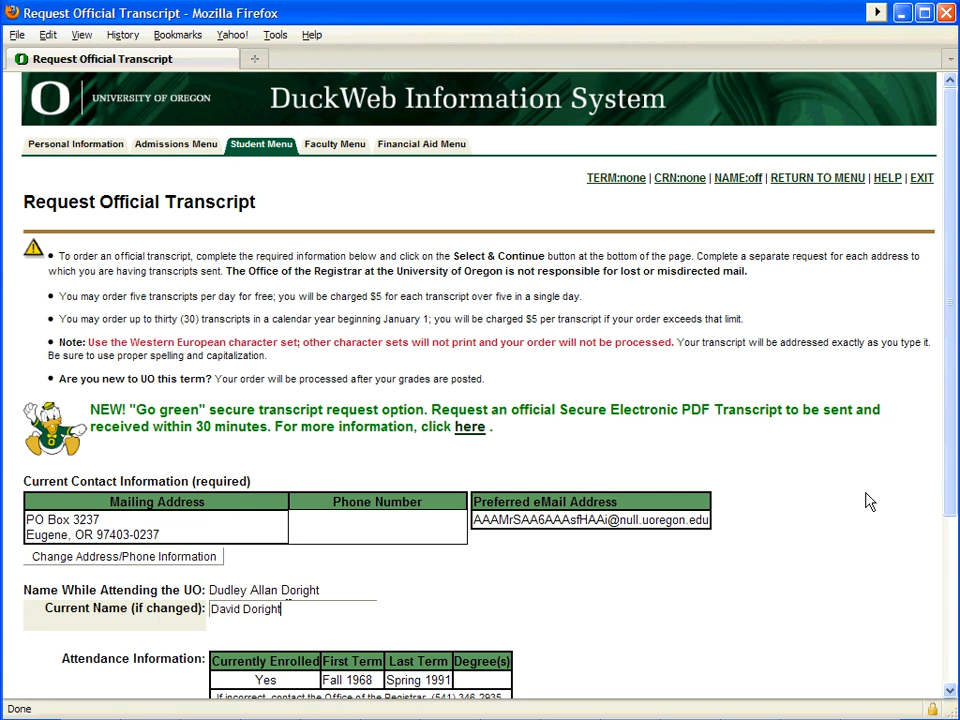 Request Official Transcript - Mozilla Firefox
File Edit View History Bookmarks Yahoo! Tools Help
Request Official Transcript
O UNIVERSITY OF OREGON DuckWeb Information System
Personal Information Admissions Menu Student Menu Faculty Menu Financial Aid Menu
TERM:none | CRN:none | NAME:off | RETURN TO MENU | HELP | EXIT
Request Official Transcript
• To order an official transcript, complete the required information below and click on the Select & Continue button at the bottom of the page. Complete a separate request for each address to
which you are having transcripts sent. The Office of the Registrar at the University of Oregon is not responsible for lost or misdirected mail.
• You may order five transcripts per day for free; you will be charged $5 for each transcript over five in a single day.
• You may order up to thirty (30) transcripts in a calendar year beginning January 1; you will be charged $5 per transcript if your order exceeds that limit.
• Note: Use the Western European character set; other character sets will not print and your order will not be processed. Your transcript will be addressed exactly as you type it.
Be sure to use proper spelling and capitalization.
• Are you new to UO this term? Your order will be processed after your grades are posted.
NEW! "Go green" secure transcript request option. Request an official Secure Electronic PDF Transcript to be sent and
received within 30 minutes. For more information, click here .
Current Contact Information (required)
Mailing Address Phone Number Preferred eMail Address
PO Box 3237 AAAMrSAA6AAAsfHAAi@null.uoregon.edu
Eugene, OR 97403-0237
Change Address/Phone Information
Name While Attending the UO: Dudley Allan Doright
Current Name (if changed): David Doright
Attendance Information: Currently Enrolled First Term Last Term Degree(s)
Yes Fall 1968 Spring 1991
If incorrect, contact the Office of the Registrar, (541) 346-2935
Done